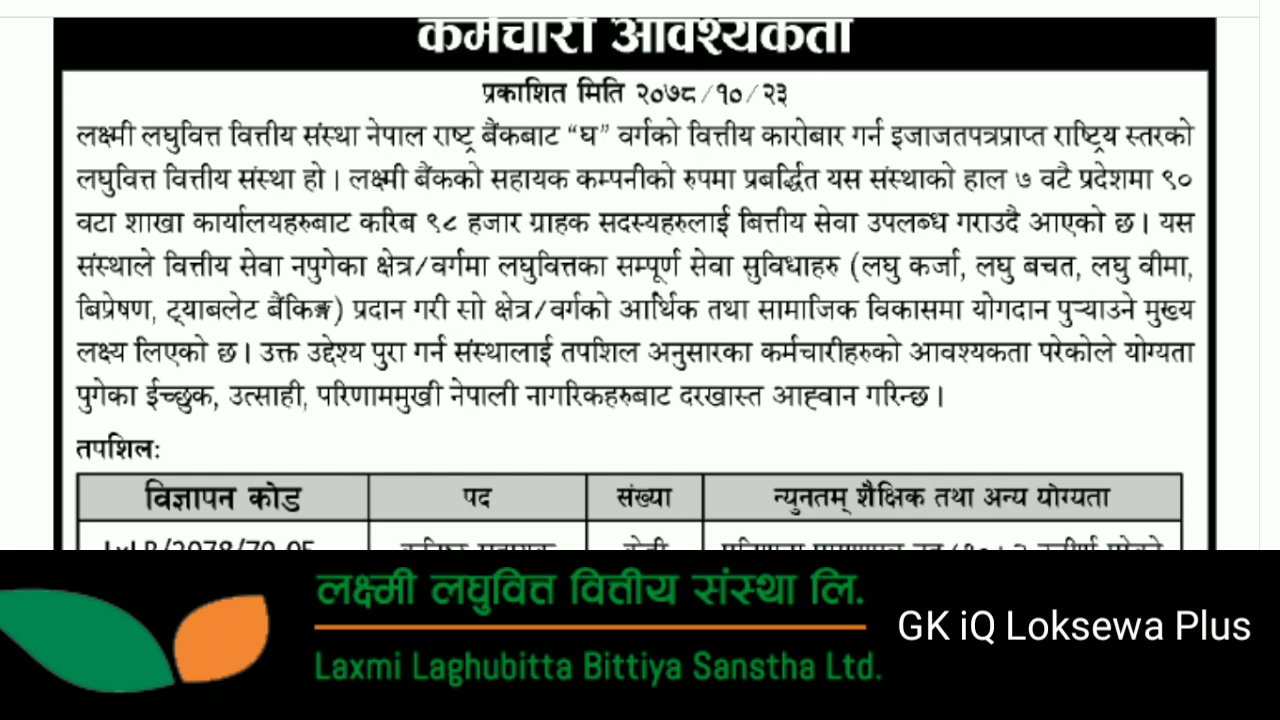 कर्मचारी आवश्यकता
प्रकाशित मिति २०७८/१०/२३
लक्ष्मी लघुवित्त वित्तीय संस्था नेपाल राष्ट्र बैंकबाट “घ” वर्गको वित्तीय कारोबार गर्न इजाजतपत्रप्राप्त राष्ट्रिय स्तरको
लघुवित्त वित्तीय संस्था हो । लक्ष्मी बैंकको सहायक कम्पनीको रुपमा प्रबर्द्धित यस संस्थाको हाल ७ वटै प्रदेशमा ९०
वटा शाखा कार्यालयहरुबाट करिब ९८ हजार ग्राहक सदस्यहरुलाई बित्तीय सेवा उपलब्ध गराउदै आएको छ । यस
संस्थाले वित्तीय सेवा नपुगेका क्षेत्र/वर्गमा लघुवित्तका सम्पूर्ण सेवा सुविधाहरु (लघु कर्जा, लघु बचत, लघु वीमा,
बिप्रेषण, ट्याबलेट बैंकिङ्ग) प्रदान गरी सो क्षेत्र/वर्गको आर्थिक तथा सामाजिक विकासमा योगदान पुऱ्याउने मुख्य
लक्ष्य लिएको छ । उक्त उद्देश्य पुरा गर्न संस्थालाई तपशिल अनुसारका कर्मचारीहरुको आवश्यकता परेकोले योग्यता
पुगेका ईच्छुक, उत्साही, परिणाममुखी नेपाली नागरिकहरुबाट दरखास्त आह्वान गरिन्छ ।
तपशिलः
विज्ञापन कोड पद संख्या न्युनतम् शैक्षिक तथा अन्य योग्यता
लक्ष्मी लघुवित्त वित्तीय संस्था लि.
GK iQ Loksewa Plus
Laxmi Laghubitta Bittiya Sanstha Ltd.